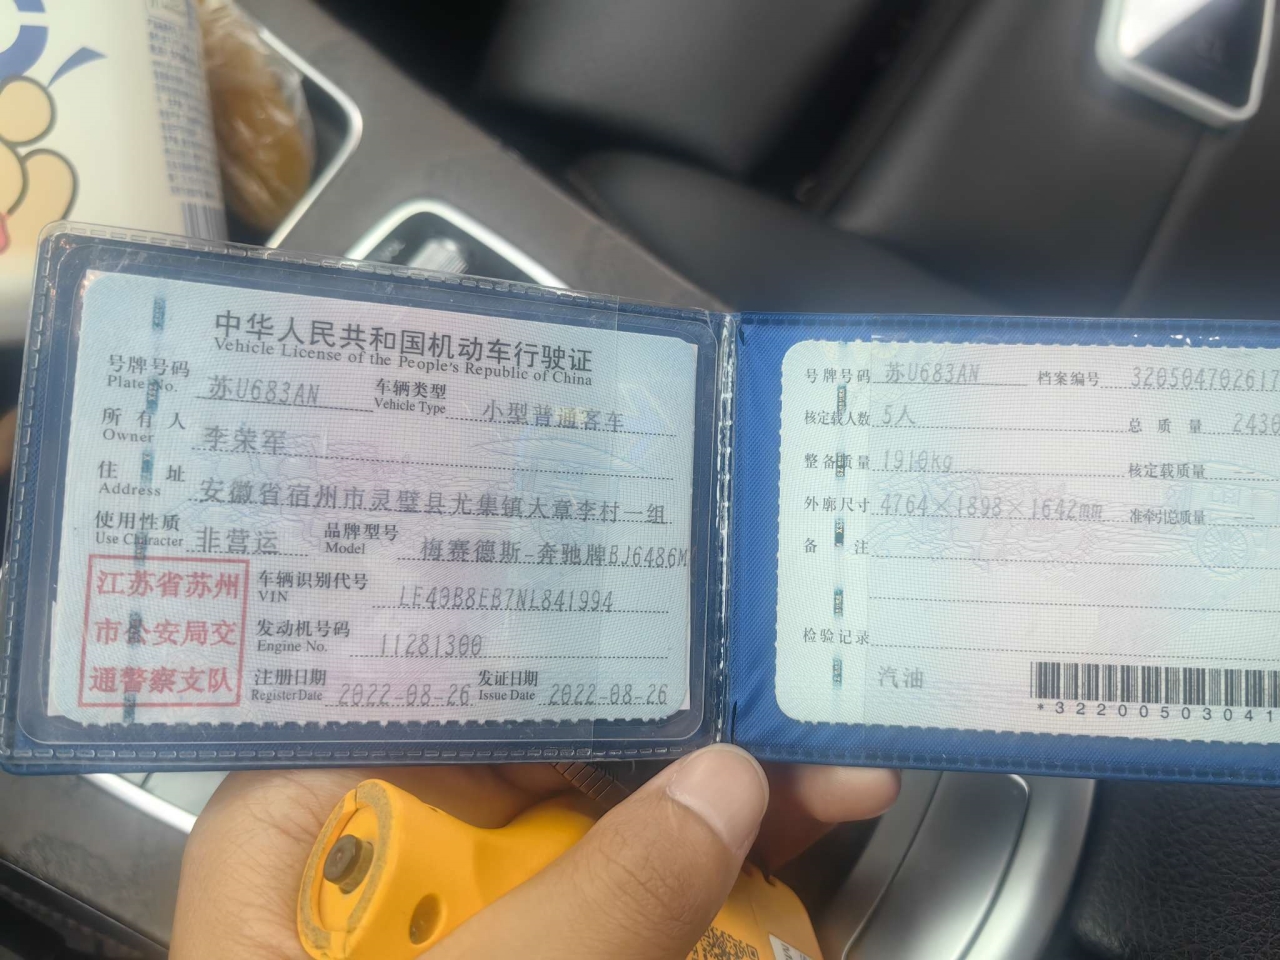 中华人民共和国机动车行驶证
Vehicle License of the People's Republic of China
号牌号码 苏U683AN 车辆类型 小型普通客车
Plate No. Vehicle Type
所有人 李荣军
Owner
住址 安徽省宿州市灵璧县尤集镇大章李村一组
Address
使用性质 非营运 品牌型号 梅赛德斯-奔驰牌BJ6486M
Use Character Model
江苏省苏州
市公安局交
通警察支队
车辆识别代号 LE40B8EB7NL841994
VIN
发动机号码 11281300
Engine No.
注册日期 2022-08-26 发证日期 2022-08-26
Register Date Issue Date
号牌号码 苏U683AN 档案编号 320504702617
核定载人数 5人 总质量 2430
整备质量 1910kg 核定载质量 --
外廓尺寸 4764×1898×1642毫米 准牵引总质量 --
备注
检验记录
汽油
*32200503041